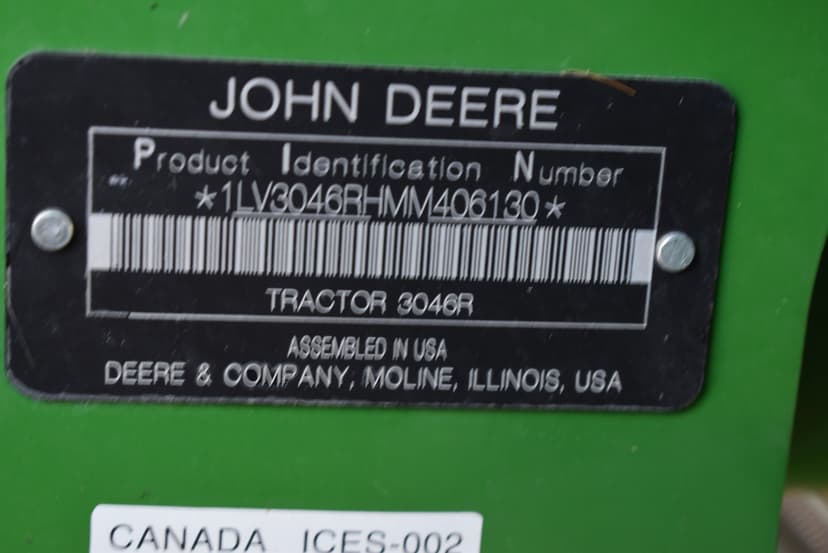 JOHN DEERE
Product Identification Number
*1LV3046RHMM406130*
TRACTOR 3046R
ASSEMBLED IN USA
DEERE & COMPANY, MOLINE, ILLINOIS, USA
CANADA ICES-002